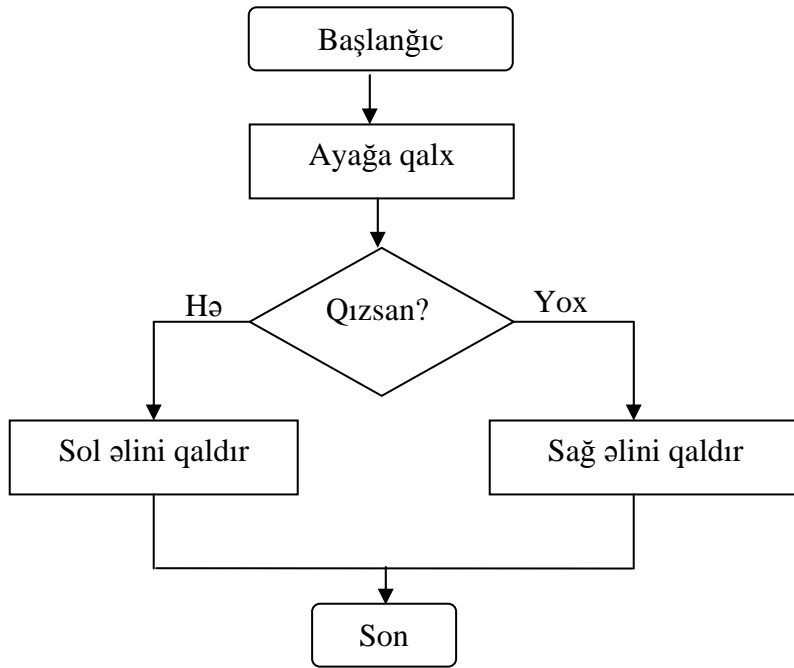 Başlanğıc
Ayağa qalx
Qızsan?
Hə
Yox
Sol əlini qaldır
Sağ əlini qaldır
Son